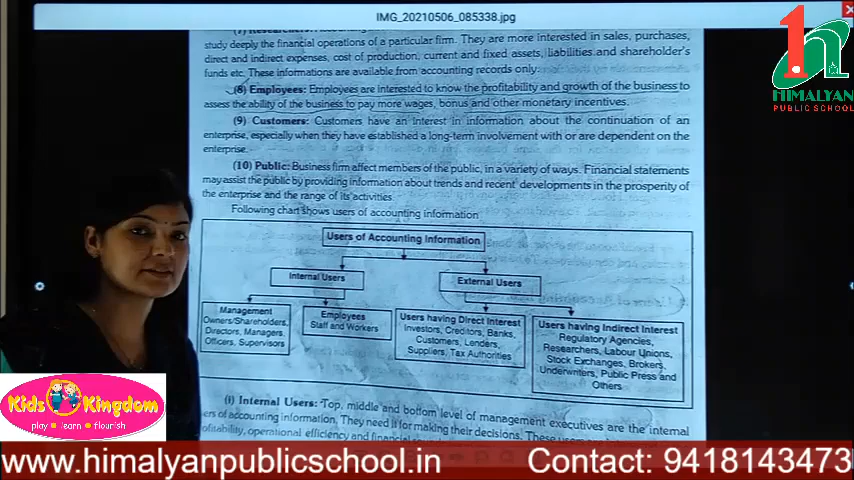 IMG_20210506_085338.jpg
(7) Researchers:
study deeply the financial operations of a particular firm. They are more interested in sales, purchases,
direct and indirect expenses, cost of production, current and fixed assets, liabilities and shareholder's
funds etc. These informations are available from accounting records only.
(8) Employees: Employees are interested to know the profitability and growth of the business to
assess the ability of the business to pay more wages, bonus and other monetary incentives.
(9) Customers: Customers have an interest in information about the continuation of an
enterprise, especially when they have established a long-term involvement with or are dependent on the
enterprise.
(10) Public: Business firm affect members of the public, in a variety of ways. Financial statements
may assist the public by providing information about trends and recent developments in the prosperity of
the enterprise and the range of its activities
Following chart shows users of accounting information
Users of Accounting Information
Internal Users
External Users
Management
Owners/Shareholders,
Directors, Managers,
Officers, Supervisors
Employees
Staff and Workers
Users having Direct Interest
Investors, Creditors, Banks,
Customers, Lenders,
Suppliers, Tax Authorities
Users having Indirect Interest
Regulatory Agencies,
Researchers, Labour Unions,
Stock Exchanges, Brokers,
Underwriters, Public Press and
Others
(i) Internal Users: Top, middle and bottom level of management executives are the internal
ers of accounting information. They need it for making their decisions. These users
ofitability, operational efficiency and financial
HIMALYAN
PUBLIC SCHOOL
Kids Kingdom
play learn flourish
www.himalyanpublicschool.in Contact: 9418143473